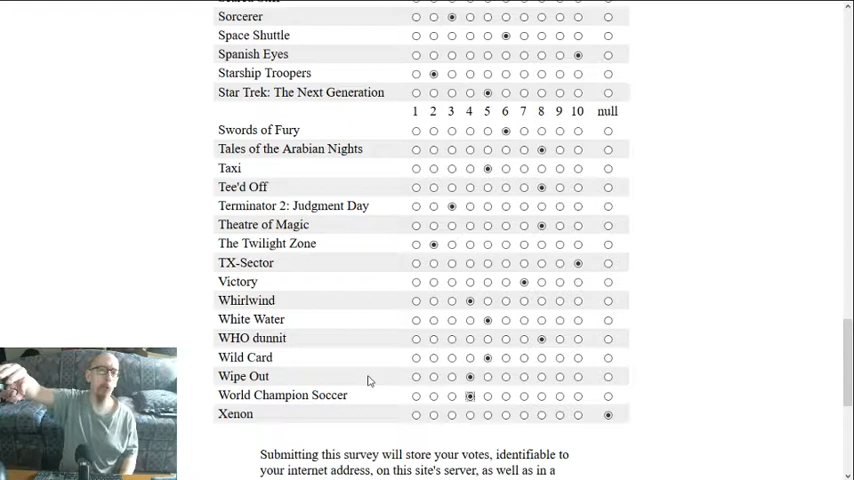 Sorcerer
Space Shuttle
Spanish Eyes
Starship Troopers
Star Trek: The Next Generation
1 2 3 4 5 6 7 8 9 10 null
Swords of Fury
Tales of the Arabian Nights
Taxi
Tee'd Off
Terminator 2: Judgment Day
Theatre of Magic
The Twilight Zone
TX-Sector
Victory
Whirlwind
White Water
WHO dunnit
Wild Card
Wipe Out
World Champion Soccer
Xenon
Submitting this survey will store your votes, identifiable to
your internet address, on this site's server, as well as in a